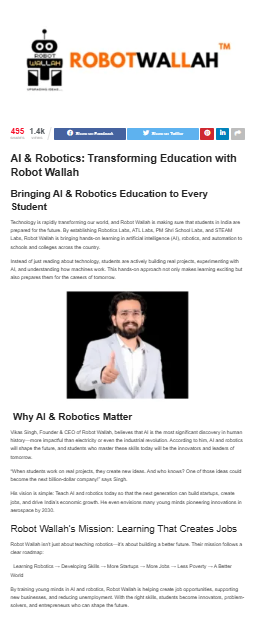 ROBOT
WALLAH
ROBOTWALLAH™
495 1.4k
Share on Facebook
Share on Twitter
AI & Robotics: Transforming Education with
Robot Wallah
Bringing AI & Robotics Education to Every
Student
Technology is rapidly transforming our world, and Robot Wallah is making sure that students in India are
prepared for the future. By establishing Robotics Labs, ATL Labs, PM Shri School Labs, and STEAM
Labs, Robot Wallah is bringing hands-on learning in artificial intelligence (AI), robotics, and automation to
schools and colleges across the country.
Instead of just reading about technology, students are actively building real projects, experimenting with
AI, and understanding how machines work. This hands-on approach not only makes learning exciting but
also prepares them for the careers of tomorrow.
Why AI & Robotics Matter
Vikas Singh, Founder & CEO of Robot Wallah, believes that AI is the most significant discovery in human
history—more impactful than electricity or even the industrial revolution. According to him, AI and robotics
will shape the future, and students who master these skills today will be the innovators and leaders of
tomorrow.
"When students work on real projects, they create new ideas. And who knows? One of those ideas could
become the next billion-dollar company!" says Singh.
His vision is simple: Teach AI and robotics today so that the next generation can build startups, create
jobs, and drive India's economic growth. He even envisions many young minds pioneering innovations in
aerospace by 2030.
Robot Wallah's Mission: Learning That Creates Jobs
Robot Wallah isn't just about teaching robotics—it's about building a better future. Their mission follows a
clear roadmap:
Learning Robotics → Developing Skills → More Startups → More Jobs → Less Poverty → A Better
World
By training young minds in AI and robotics, Robot Wallah is helping create job opportunities, supporting
new businesses, and reducing unemployment. With the right skills, students become innovators, problem-
solvers, and entrepreneurs who can shape the future.